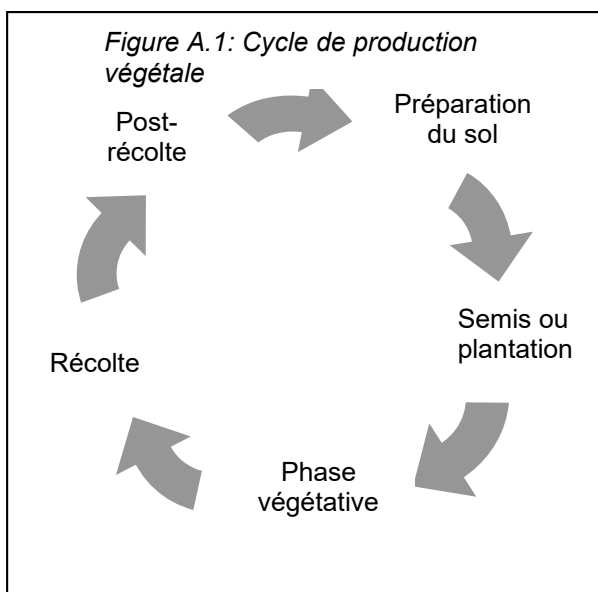 Figure A.1: Cycle de production
végétale
Post-
récolte
Préparation
du sol
Semis ou
plantation
Phase
végétative
Récolte